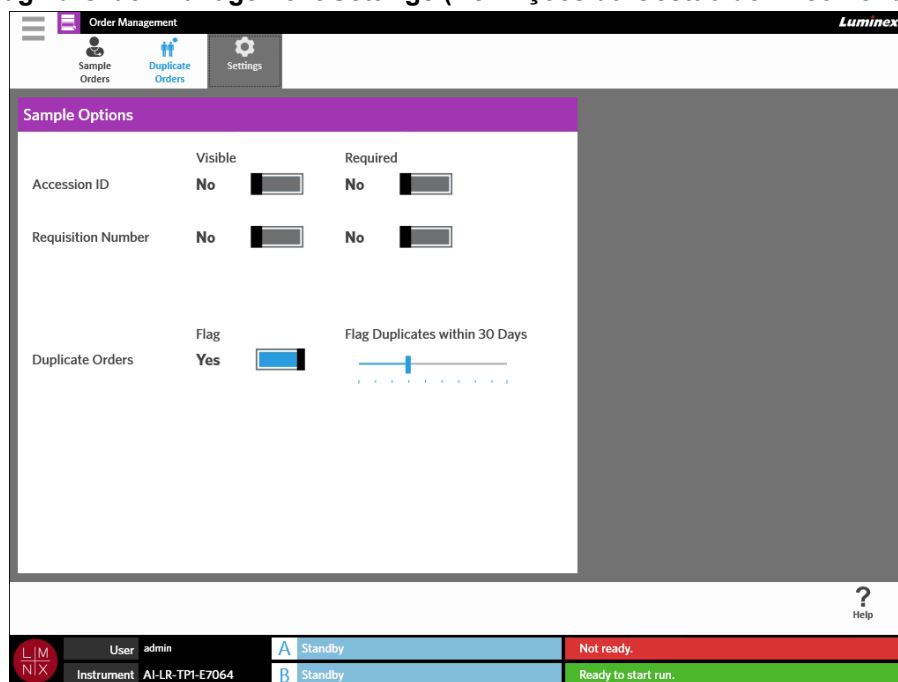 Order Management
Luminex
Sample
Orders
Duplicate
Orders
Settings
Sample Options
Visible
Required
Accession ID
No
No
Requisition Number
No
No
Flag
Flag Duplicates within 30 Days
Duplicate Orders
Yes
?
Help
LM
NX
User
admin
A
Standby
Not ready.
Instrument
AI-LR-TP1-E7064
B
Standby
Ready to start run.